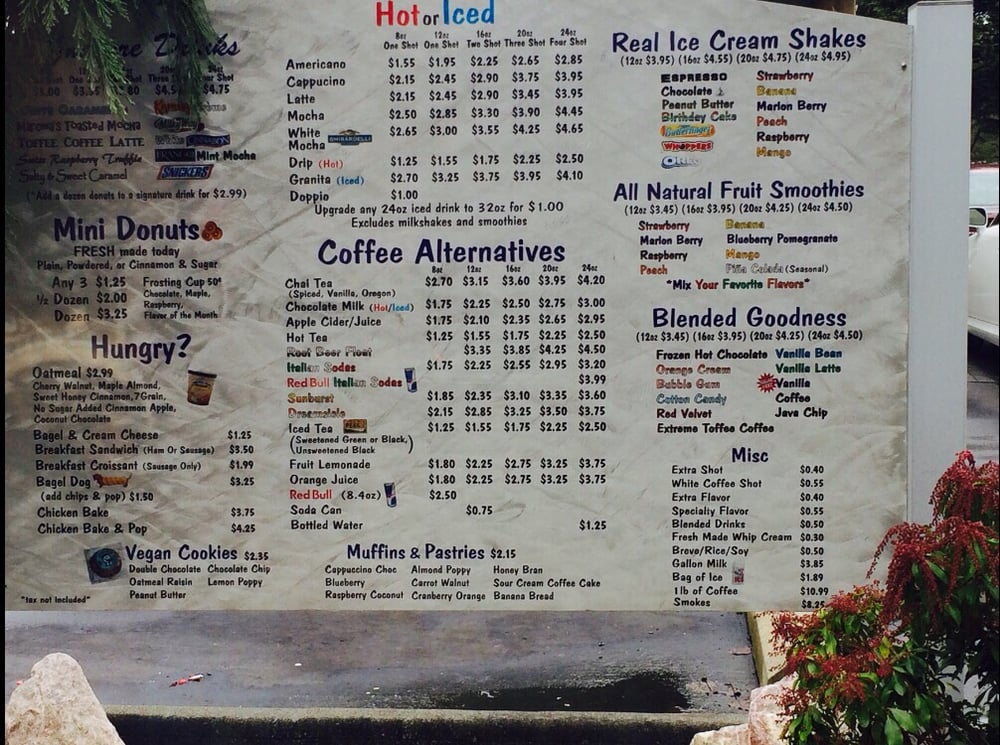 Hot or Iced
8oz 12oz 16oz 20oz 24oz
One Shot One Shot Two Shot Three Shot Four Shot
Americano $1.55 $1.95 $2.25 $2.65 $2.85
Cappucino $2.15 $2.45 $2.90 $3.75 $3.95
Latte $2.15 $2.45 $2.90 $3.45 $3.95
Mocha $2.50 $2.85 $3.30 $3.90 $4.45
White Mocha GHIRARDELLI $2.65 $3.00 $3.55 $4.25 $4.65
Drip (Hot) $1.25 $1.55 $1.75 $2.25 $2.50
Granita (Iced) $2.70 $3.25 $3.75 $3.95 $4.10
Doppio $1.00
Upgrade any 24oz iced drink to 32oz for $1.00
Excludes milkshakes and smoothies
Drinks
$4.75
Toasted Mocha
TOFFEE COFFEE LATTE
Swiss Raspberry Truffle
Salty & Sweet Caramel
Mint Mocha
SNICKERS
(*Add a dozen donuts to a signature drink for $2.99)
Mini Donuts
FRESH made today
Plain, Powdered, or Cinnamon & Sugar
Any 3 $1.25
½ Dozen $2.00
Dozen $3.25
Frosting Cup 50¢
Chocolate, Maple,
Raspberry,
Flavor of the Month
Hungry?
Oatmeal $2.99
Cherry Walnut, Maple Almond,
Sweet Honey Cinnamon, 7Grain,
No Sugar Added Cinnamon Apple,
Coconut Chocolate
Bagel & Cream Cheese $1.25
Breakfast Sandwich (Ham Or Sausage) $3.50
Breakfast Croissant (Sausage Only) $1.99
Bagel Dog $3.25
(add chips & pop) $1.50
Chicken Bake $3.75
Chicken Bake & Pop $4.25
Vegan Cookies $2.35
Double Chocolate Chocolate Chip
Oatmeal Raisin Lemon Poppy
Peanut Butter
*tax not included*
Coffee Alternatives
8oz 12oz 16oz 20oz 24oz
Chai Tea $2.70 $3.15 $3.60 $3.95 $4.20
(Spiced, Vanilla, Oregon)
Chocolate Milk (Hot/Iced) $1.75 $2.25 $2.50 $2.75 $3.00
Apple Cider/Juice $1.75 $2.10 $2.35 $2.65 $2.95
Hot Tea $1.25 $1.55 $1.75 $2.25 $2.50
Root Beer Float $3.35 $3.85 $4.25 $4.50
Italian Sodas $1.75 $2.25 $2.55 $2.95 $3.20
Red Bull Italian Sodas $3.99
Sunburst $1.85 $2.35 $3.10 $3.35 $3.60
Dreamsicle $2.15 $2.85 $3.25 $3.50 $3.75
Iced Tea $1.25 $1.55 $1.75 $2.25 $2.50
(Sweetened Green or Black,
Unsweetened Black)
Fruit Lemonade $1.80 $2.25 $2.75 $3.25 $3.75
Orange Juice $1.80 $2.25 $2.75 $3.25 $3.75
Red Bull (8.4oz) $2.50
Soda Can $0.75
Bottled Water $1.25
Muffins & Pastries $2.15
Cappuccino Choc Almond Poppy Honey Bran
Blueberry Carrot Walnut Sour Cream Coffee Cake
Raspberry Coconut Cranberry Orange Banana Bread
Real Ice Cream Shakes
(12oz $3.95) (16oz $4.55) (20oz $4.75) (24oz $4.95)
ESPRESSO
Chocolate
Peanut Butter
Birthday Cake
Butterfinger
WHOPPERS
OREO
Strawberry
Banana
Marion Berry
Peach
Raspberry
Mango
All Natural Fruit Smoothies
(12oz $3.45) (16oz $3.95) (20oz $4.25) (24oz $4.50)
Strawberry Banana
Marion Berry Blueberry Pomegranate
Raspberry Mango
Peach Piña Colada (Seasonal)
*Mix Your Favorite Flavors*
Blended Goodness
(12oz $3.45) (16oz $3.95) (20oz $4.25) (24oz $4.50)
Frozen Hot Chocolate Vanilla Bean
Orange Cream Vanilla Latte
Bubble Gum Vanilla
Cotton Candy Coffee
Red Velvet Java Chip
Extreme Toffee Coffee
Misc
Extra Shot $0.40
White Coffee Shot $0.55
Extra Flavor $0.40
Specialty Flavor $0.55
Blended Drinks $0.50
Fresh Made Whip Cream $0.30
Breve/Rice/Soy $0.50
Gallon Milk $3.85
Bag of Ice $1.89
1lb of Coffee $10.99
Smokes $8.25